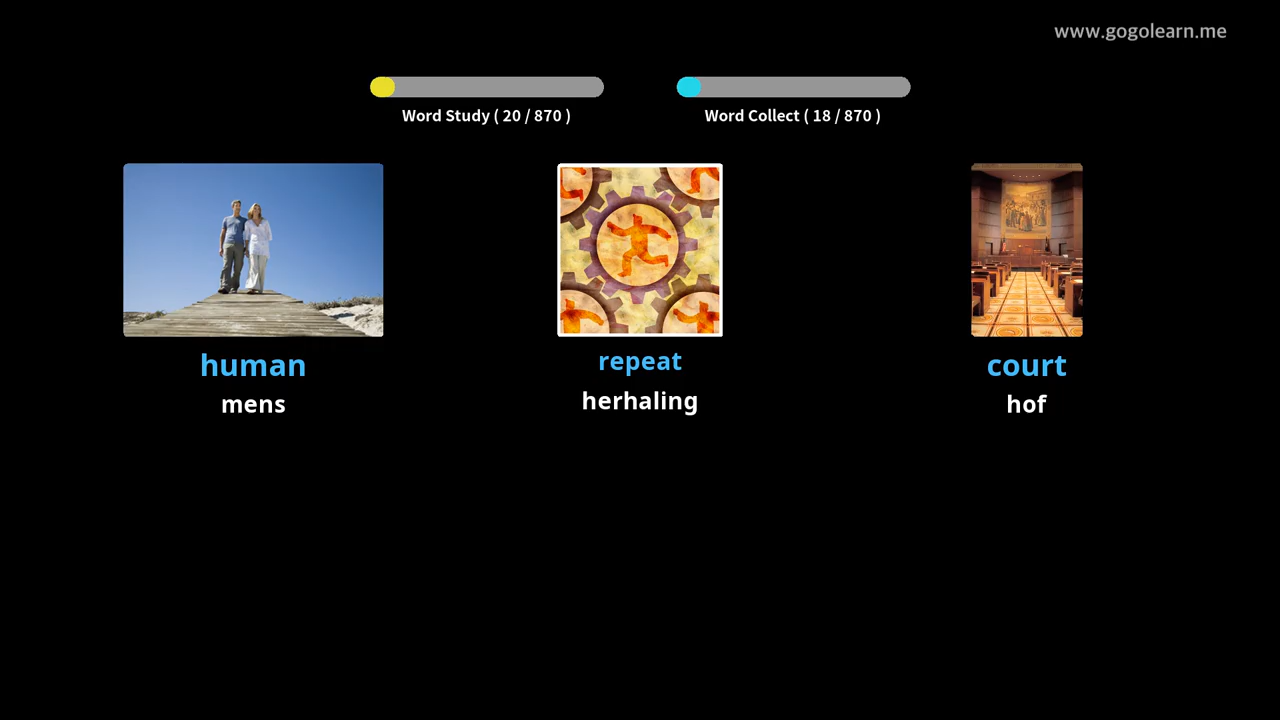 www.gogolearn.me
Word Study ( 20 / 870 )
Word Collect ( 18 / 870 )
human
mens
repeat
herhaling
court
hof